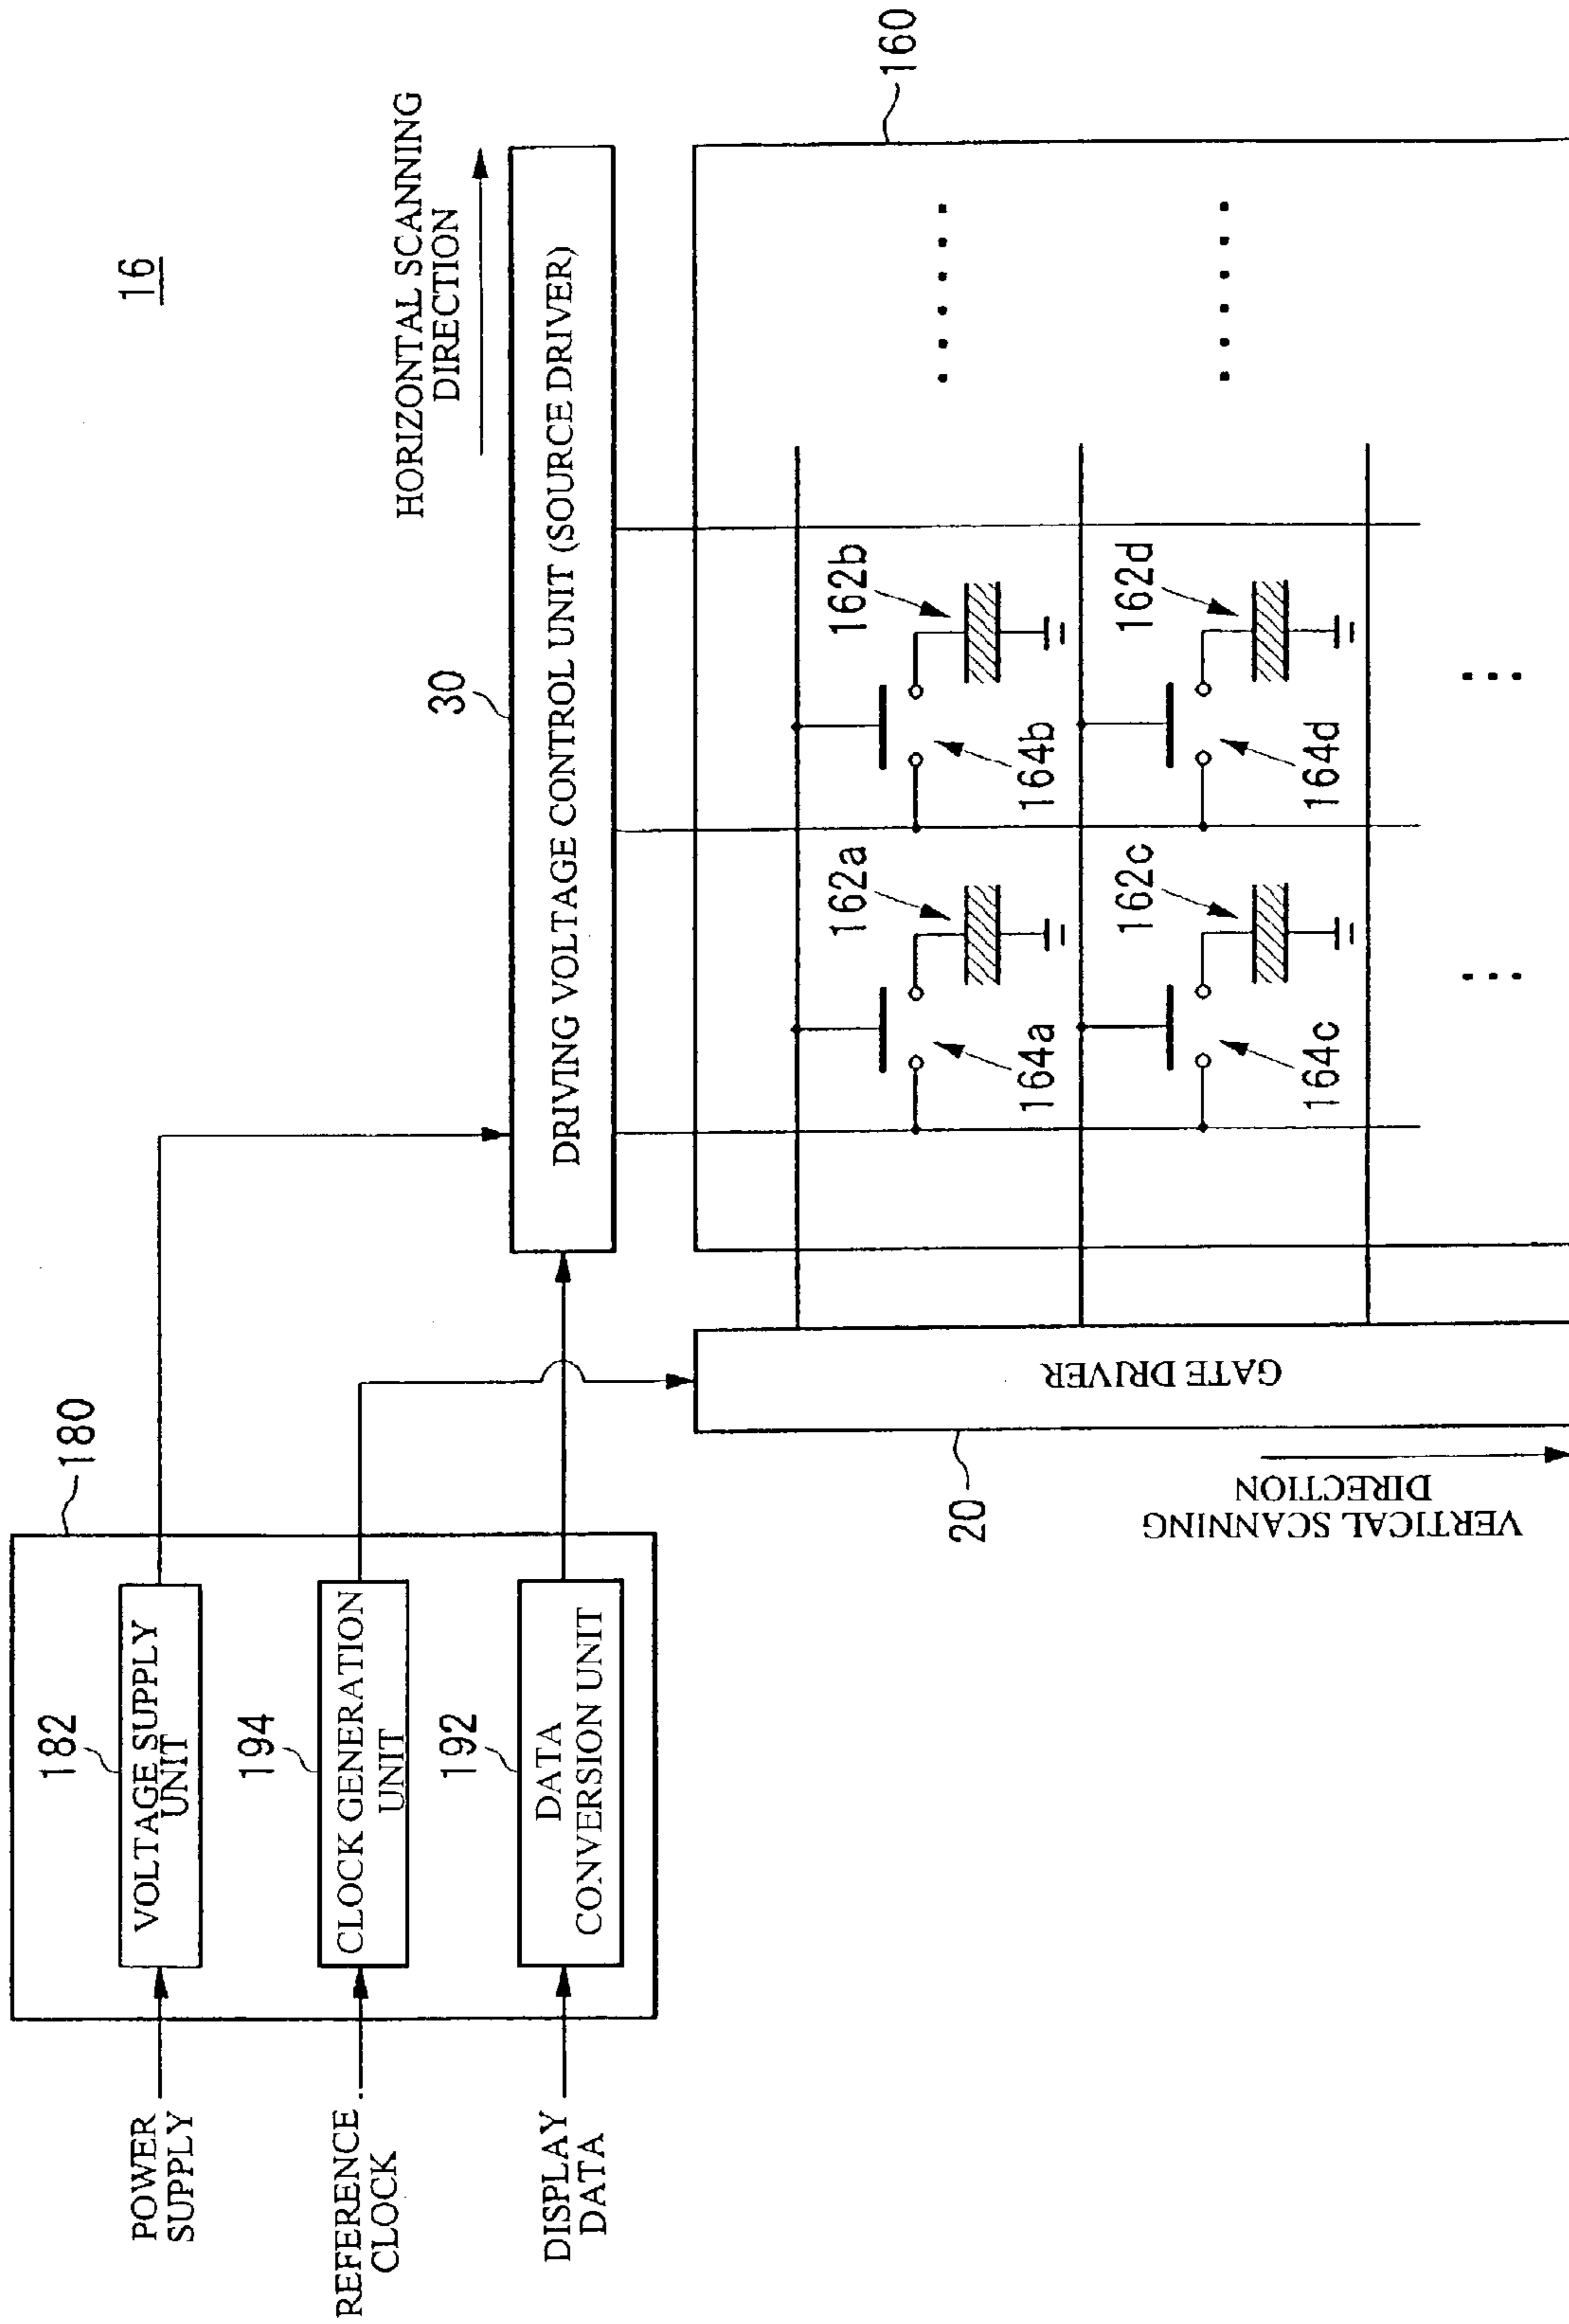 16
180
182
VOLTAGE SUPPLY
UNIT
194
CLOCK GENERATION
UNIT
192
DATA
CONVERSION UNIT
POWER
SUPPLY
REFERENCE
CLOCK
DISPLAY
DATA
HORIZONTAL SCANNING
DIRECTION
30
DRIVING VOLTAGE CONTROL UNIT (SOURCE DRIVER)
160
20
GATE DRIVER
VERTICAL SCANNING
DIRECTION
162a
162b
164a
164b
162c
162d
164c
164d